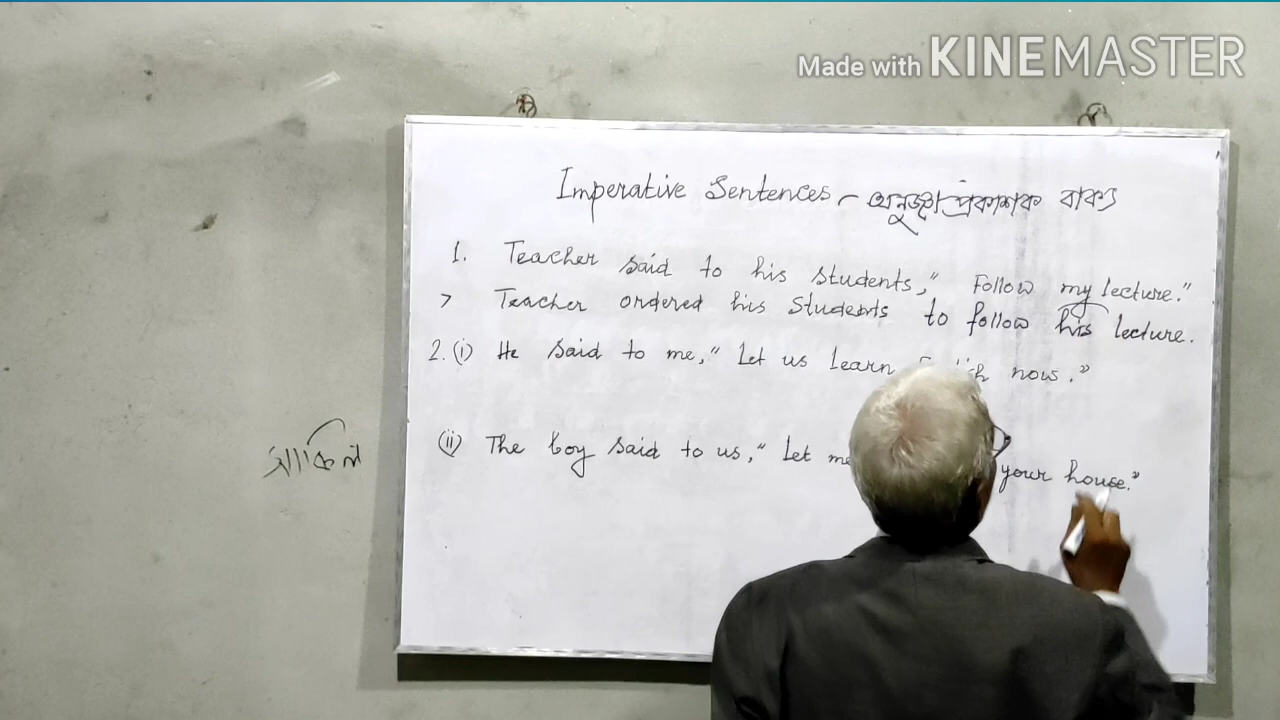 Made with KINEMASTER
Imperative Sentences - অনুজ্ঞা প্রকাশক বাক্য
1. Teacher said to his students, "Follow my lecture."
> Teacher ordered his students to follow his lecture.
2. (i) He said to me, "Let us learn now."
(ii) The boy said to us, "Let me your house."